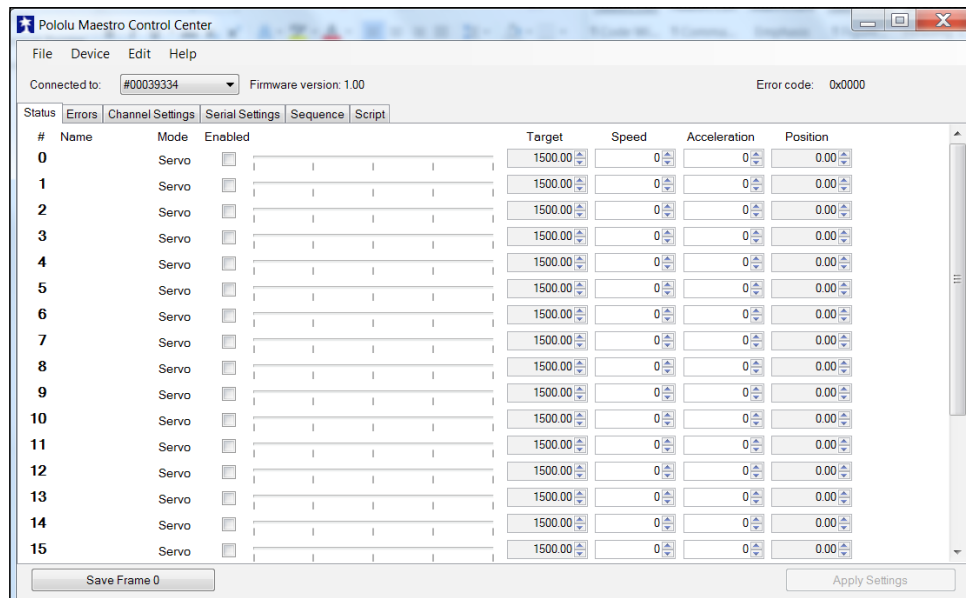 Pololu Maestro Control Center
File Device Edit Help
Connected to: #00039334 Firmware version: 1.00 Error code: 0x0000
Status Errors Channel Settings Serial Settings Sequence Script
# Name Mode Enabled Target Speed Acceleration Position
0 Servo 1500.00 0 0 0.00
1 Servo 1500.00 0 0 0.00
2 Servo 1500.00 0 0 0.00
3 Servo 1500.00 0 0 0.00
4 Servo 1500.00 0 0 0.00
5 Servo 1500.00 0 0 0.00
6 Servo 1500.00 0 0 0.00
7 Servo 1500.00 0 0 0.00
8 Servo 1500.00 0 0 0.00
9 Servo 1500.00 0 0 0.00
10 Servo 1500.00 0 0 0.00
11 Servo 1500.00 0 0 0.00
12 Servo 1500.00 0 0 0.00
13 Servo 1500.00 0 0 0.00
14 Servo 1500.00 0 0 0.00
15 Servo 1500.00 0 0 0.00
Save Frame 0 Apply Settings